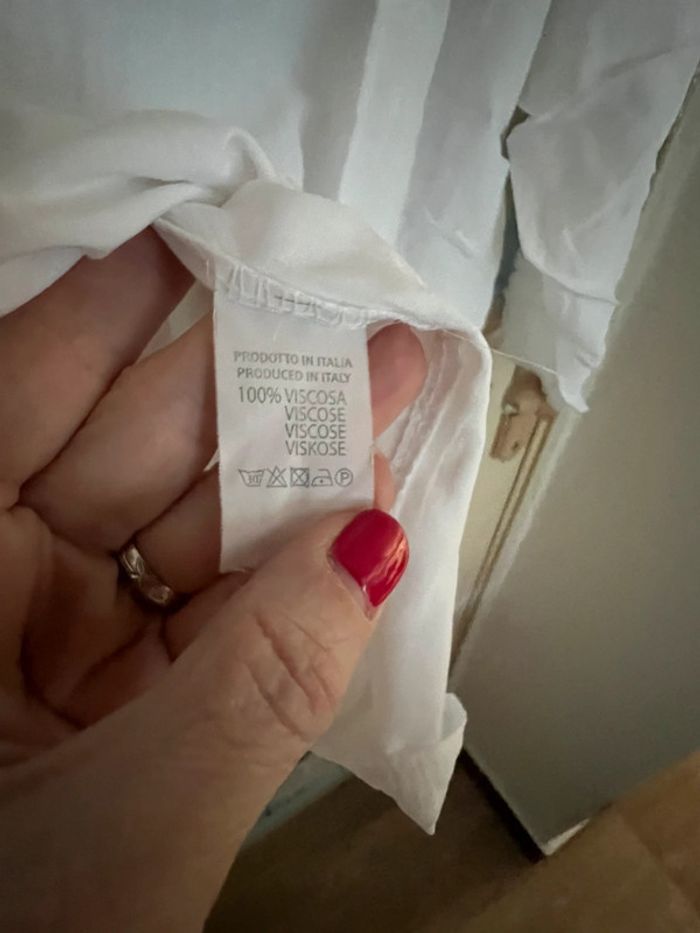 PRODOTTO IN ITALIA
PRODUCED IN ITALY
100% VISCOSA
VISCOSE
VISCOSE
VISKOSE
P